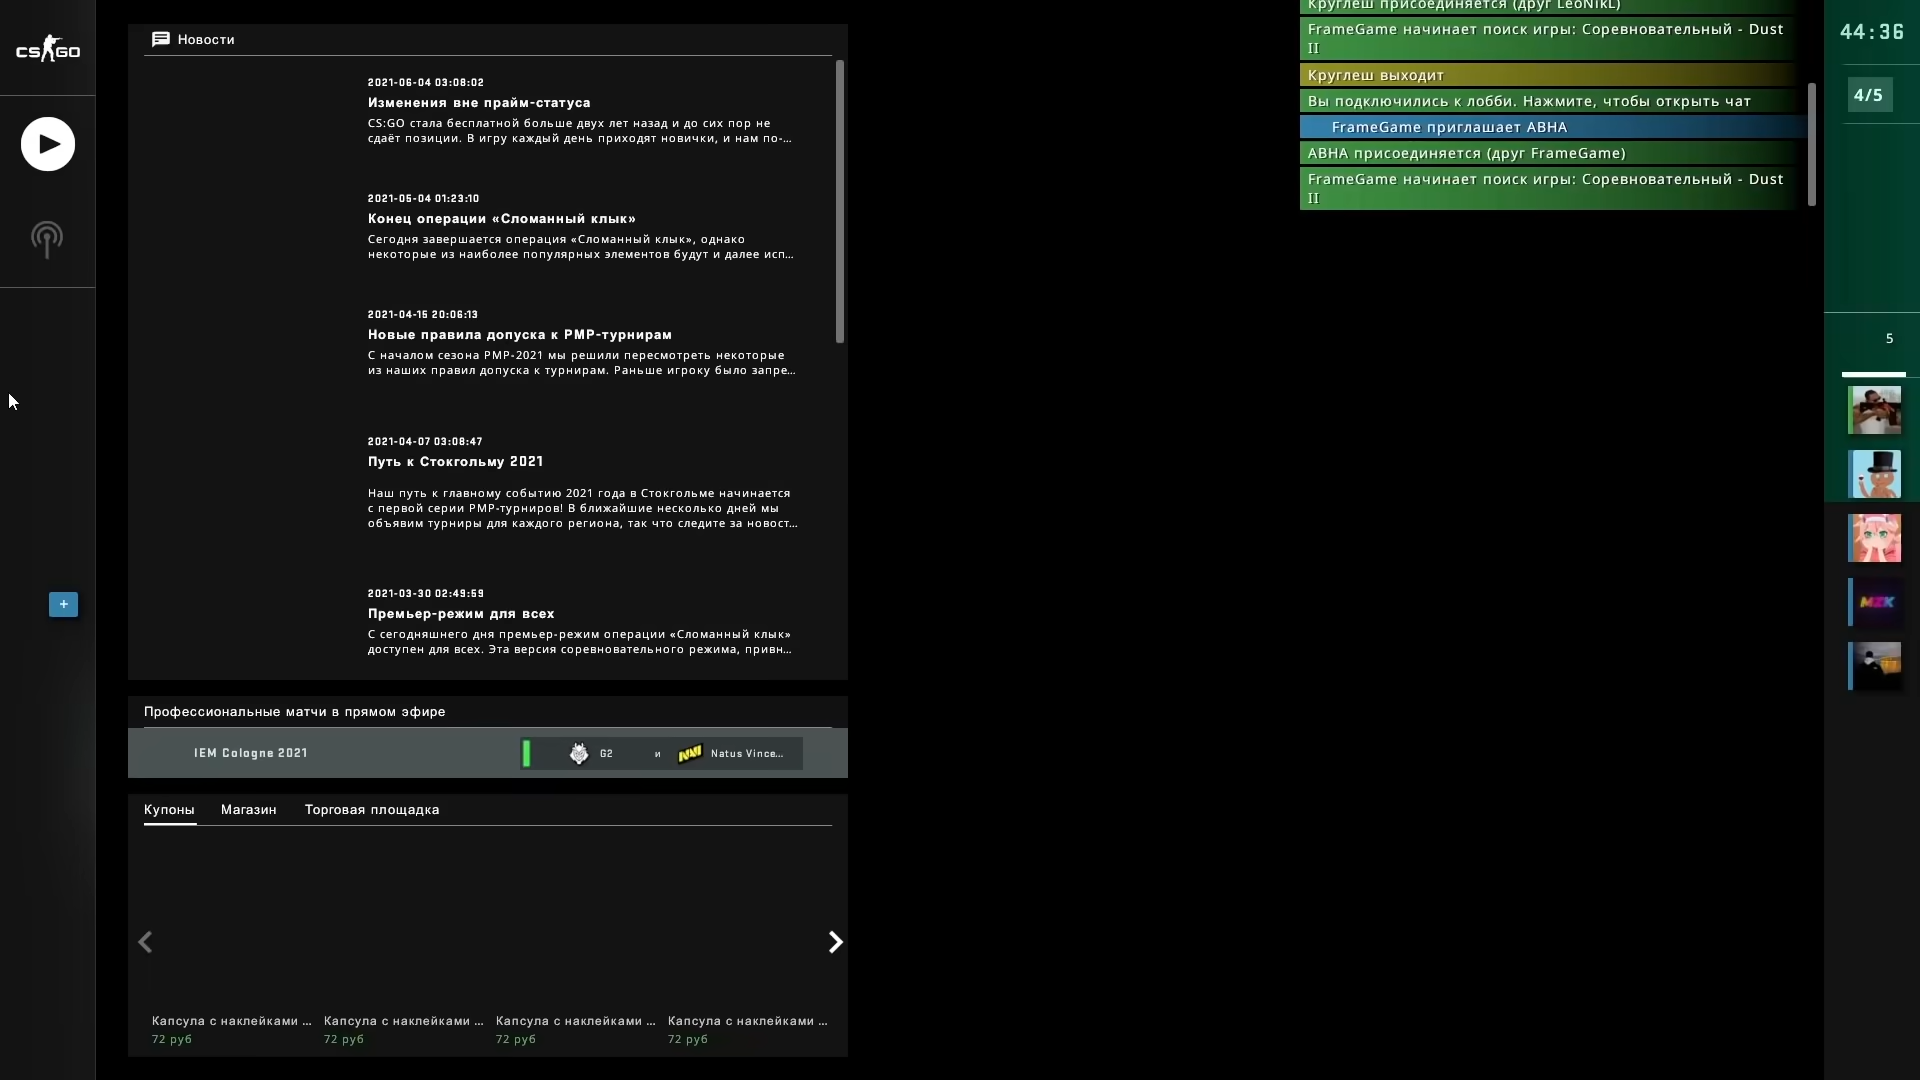 CS GO
Новости
2021-06-04 03:08:02
Изменения вне прайм-статуса
CS:GO стала бесплатной больше двух лет назад и до сих пор не
сдаёт позиции. В игру каждый день приходят новички, и нам по-...
2021-05-04 01:23:10
Конец операции «Сломанный клык»
Сегодня завершается операция «Сломанный клык», однако
некоторые из наиболее популярных элементов будут и далее исп...
2021-04-15 20:06:13
Новые правила допуска к РМР-турнирам
С началом сезона РМР-2021 мы решили пересмотреть некоторые
из наших правил допуска к турнирам. Раньше игроку было запре...
2021-04-07 03:08:47
Путь к Стокгольму 2021
Наш путь к главному событию 2021 года в Стокгольме начинается
с первой серии РМР-турниров! В ближайшие несколько дней мы
объявим турниры для каждого региона, так что следите за новост...
2021-03-30 02:49:59
Премьер-режим для всех
С сегодняшнего дня премьер-режим операции «Сломанный клык»
доступен для всех. Эта версия соревновательного режима, привн...
+
Профессиональные матчи в прямом эфире
IEM Cologne 2021 G2 и Natus Vince...
Купоны Магазин Торговая площадка
Капсула с наклейками ... Капсула с наклейками ... Капсула с наклейками ... Капсула с наклейками ...
72 руб 72 руб 72 руб 72 руб
Круглеш присоединяется (друг LeoNikL)
FrameGame начинает поиск игры: Соревновательный - Dust
II
Круглеш выходит
Вы подключились к лобби. Нажмите, чтобы открыть чат
FrameGame приглашает АВНА
АВНА присоединяется (друг FrameGame)
FrameGame начинает поиск игры: Соревновательный - Dust
II
44:36
4/5
5
MZK